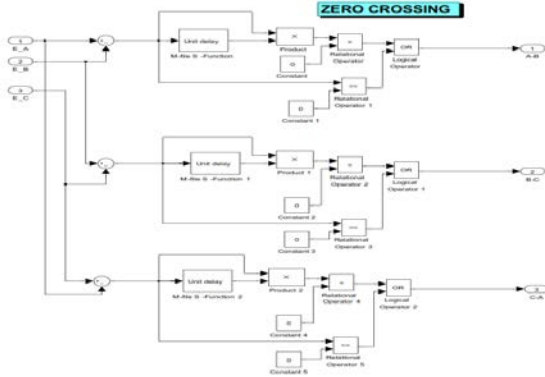 ZERO CROSSING
1
E_A
2
E_B
3
E_C
Unit delay
M-file S -Function
X
Product
0
Constant
Relational
Operator
OR
Logical
Operator
1
A-B
0
Constant 1
Relational
Operator 1
Unit delay
M-file S -Function 1
X
Product 1
0
Constant 2
Relational
Operator 2
OR
Logical
Operator 1
2
B-C
0
Constant 3
Relational
Operator 3
Unit delay
M-file S -Function 2
X
Product 2
0
Constant 4
Relational
Operator 4
OR
Logical
Operator 2
3
C-A
0
Constant 5
Relational
Operator 5